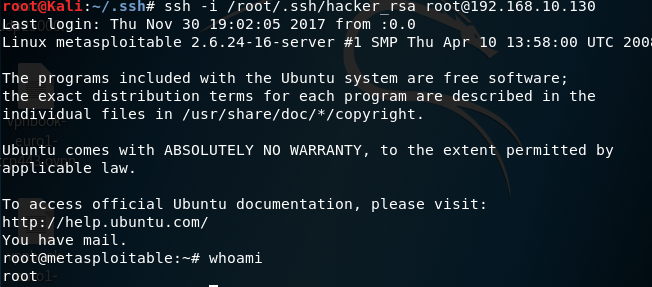 root@Kali:~/.ssh# ssh -i /root/.ssh/hacker_rsa root@192.168.10.130
Last login: Thu Nov 30 19:02:05 2017 from :0.0
Linux metasploitable 2.6.24-16-server #1 SMP Thu Apr 10 13:58:00 UTC 2008
The programs included with the Ubuntu system are free software;
the exact distribution terms for each program are described in the
individual files in /usr/share/doc/*/copyright.
Ubuntu comes with ABSOLUTELY NO WARRANTY, to the extent permitted by
applicable law.
To access official Ubuntu documentation, please visit:
http://help.ubuntu.com/
You have mail.
root@metasploitable:~# whoami
root